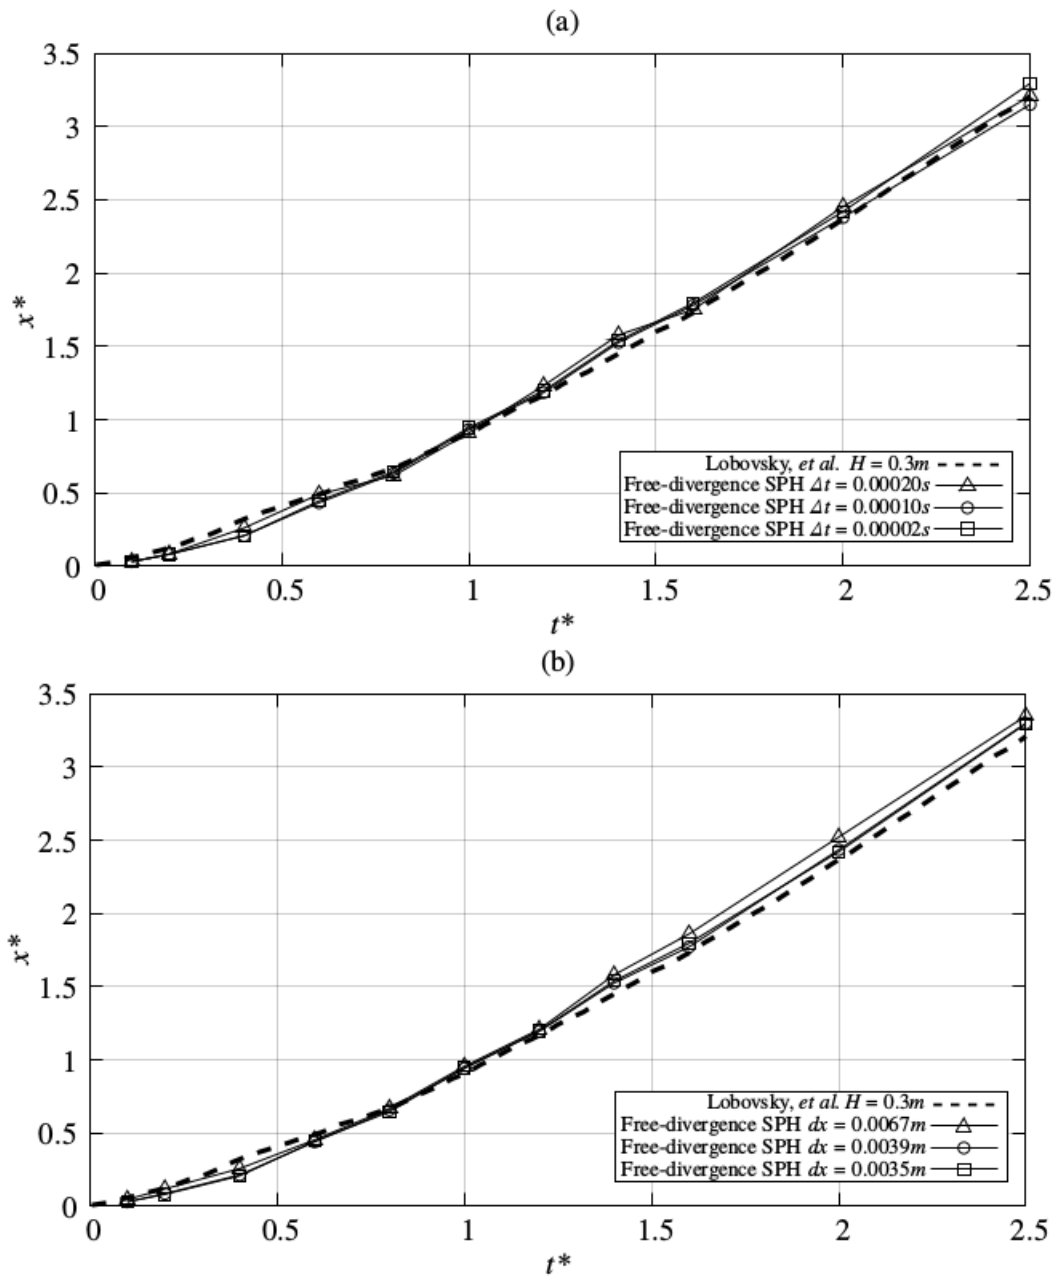 (a)
3.5
3
2.5
2
1.5
1
0.5
0
x*
Lobovsky, et al. H = 0.3m
Free-divergence SPH Δt = 0.00020s
Free-divergence SPH Δt = 0.00010s
Free-divergence SPH Δt = 0.00002s
0 0.5 1 1.5 2 2.5
t*
(b)
3.5
3
2.5
2
1.5
1
0.5
0
x*
Lobovsky, et al. H = 0.3m
Free-divergence SPH dx = 0.0067m
Free-divergence SPH dx = 0.0039m
Free-divergence SPH dx = 0.0035m
0 0.5 1 1.5 2 2.5
t*